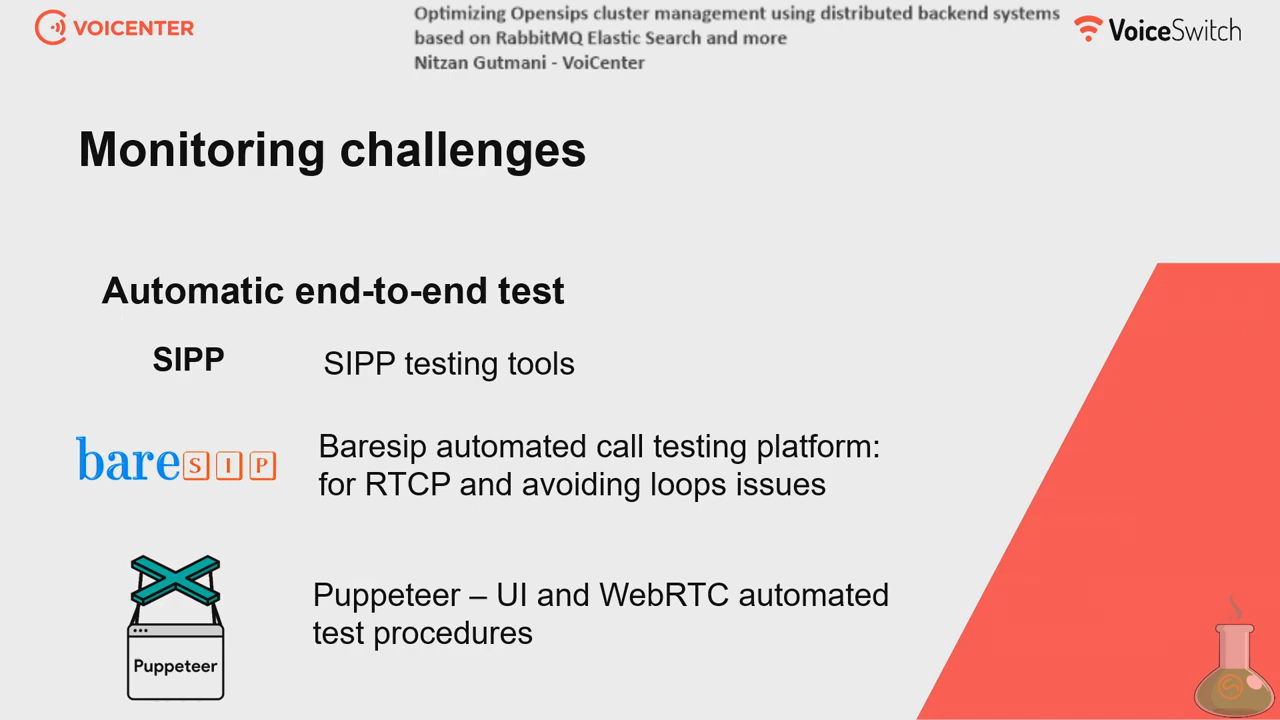 VOICENTER
Optimizing Opensips cluster management using distributed backend systems
based on RabbitMQ Elastic Search and more
Nitzan Gutmani - VoiCenter
VoiceSwitch
Monitoring challenges
Automatic end-to-end test
SIPP
SIPP testing tools
bareSIP
Baresip automated call testing platform:
for RTCP and avoiding loops issues
Puppeteer
Puppeteer – UI and WebRTC automated
test procedures